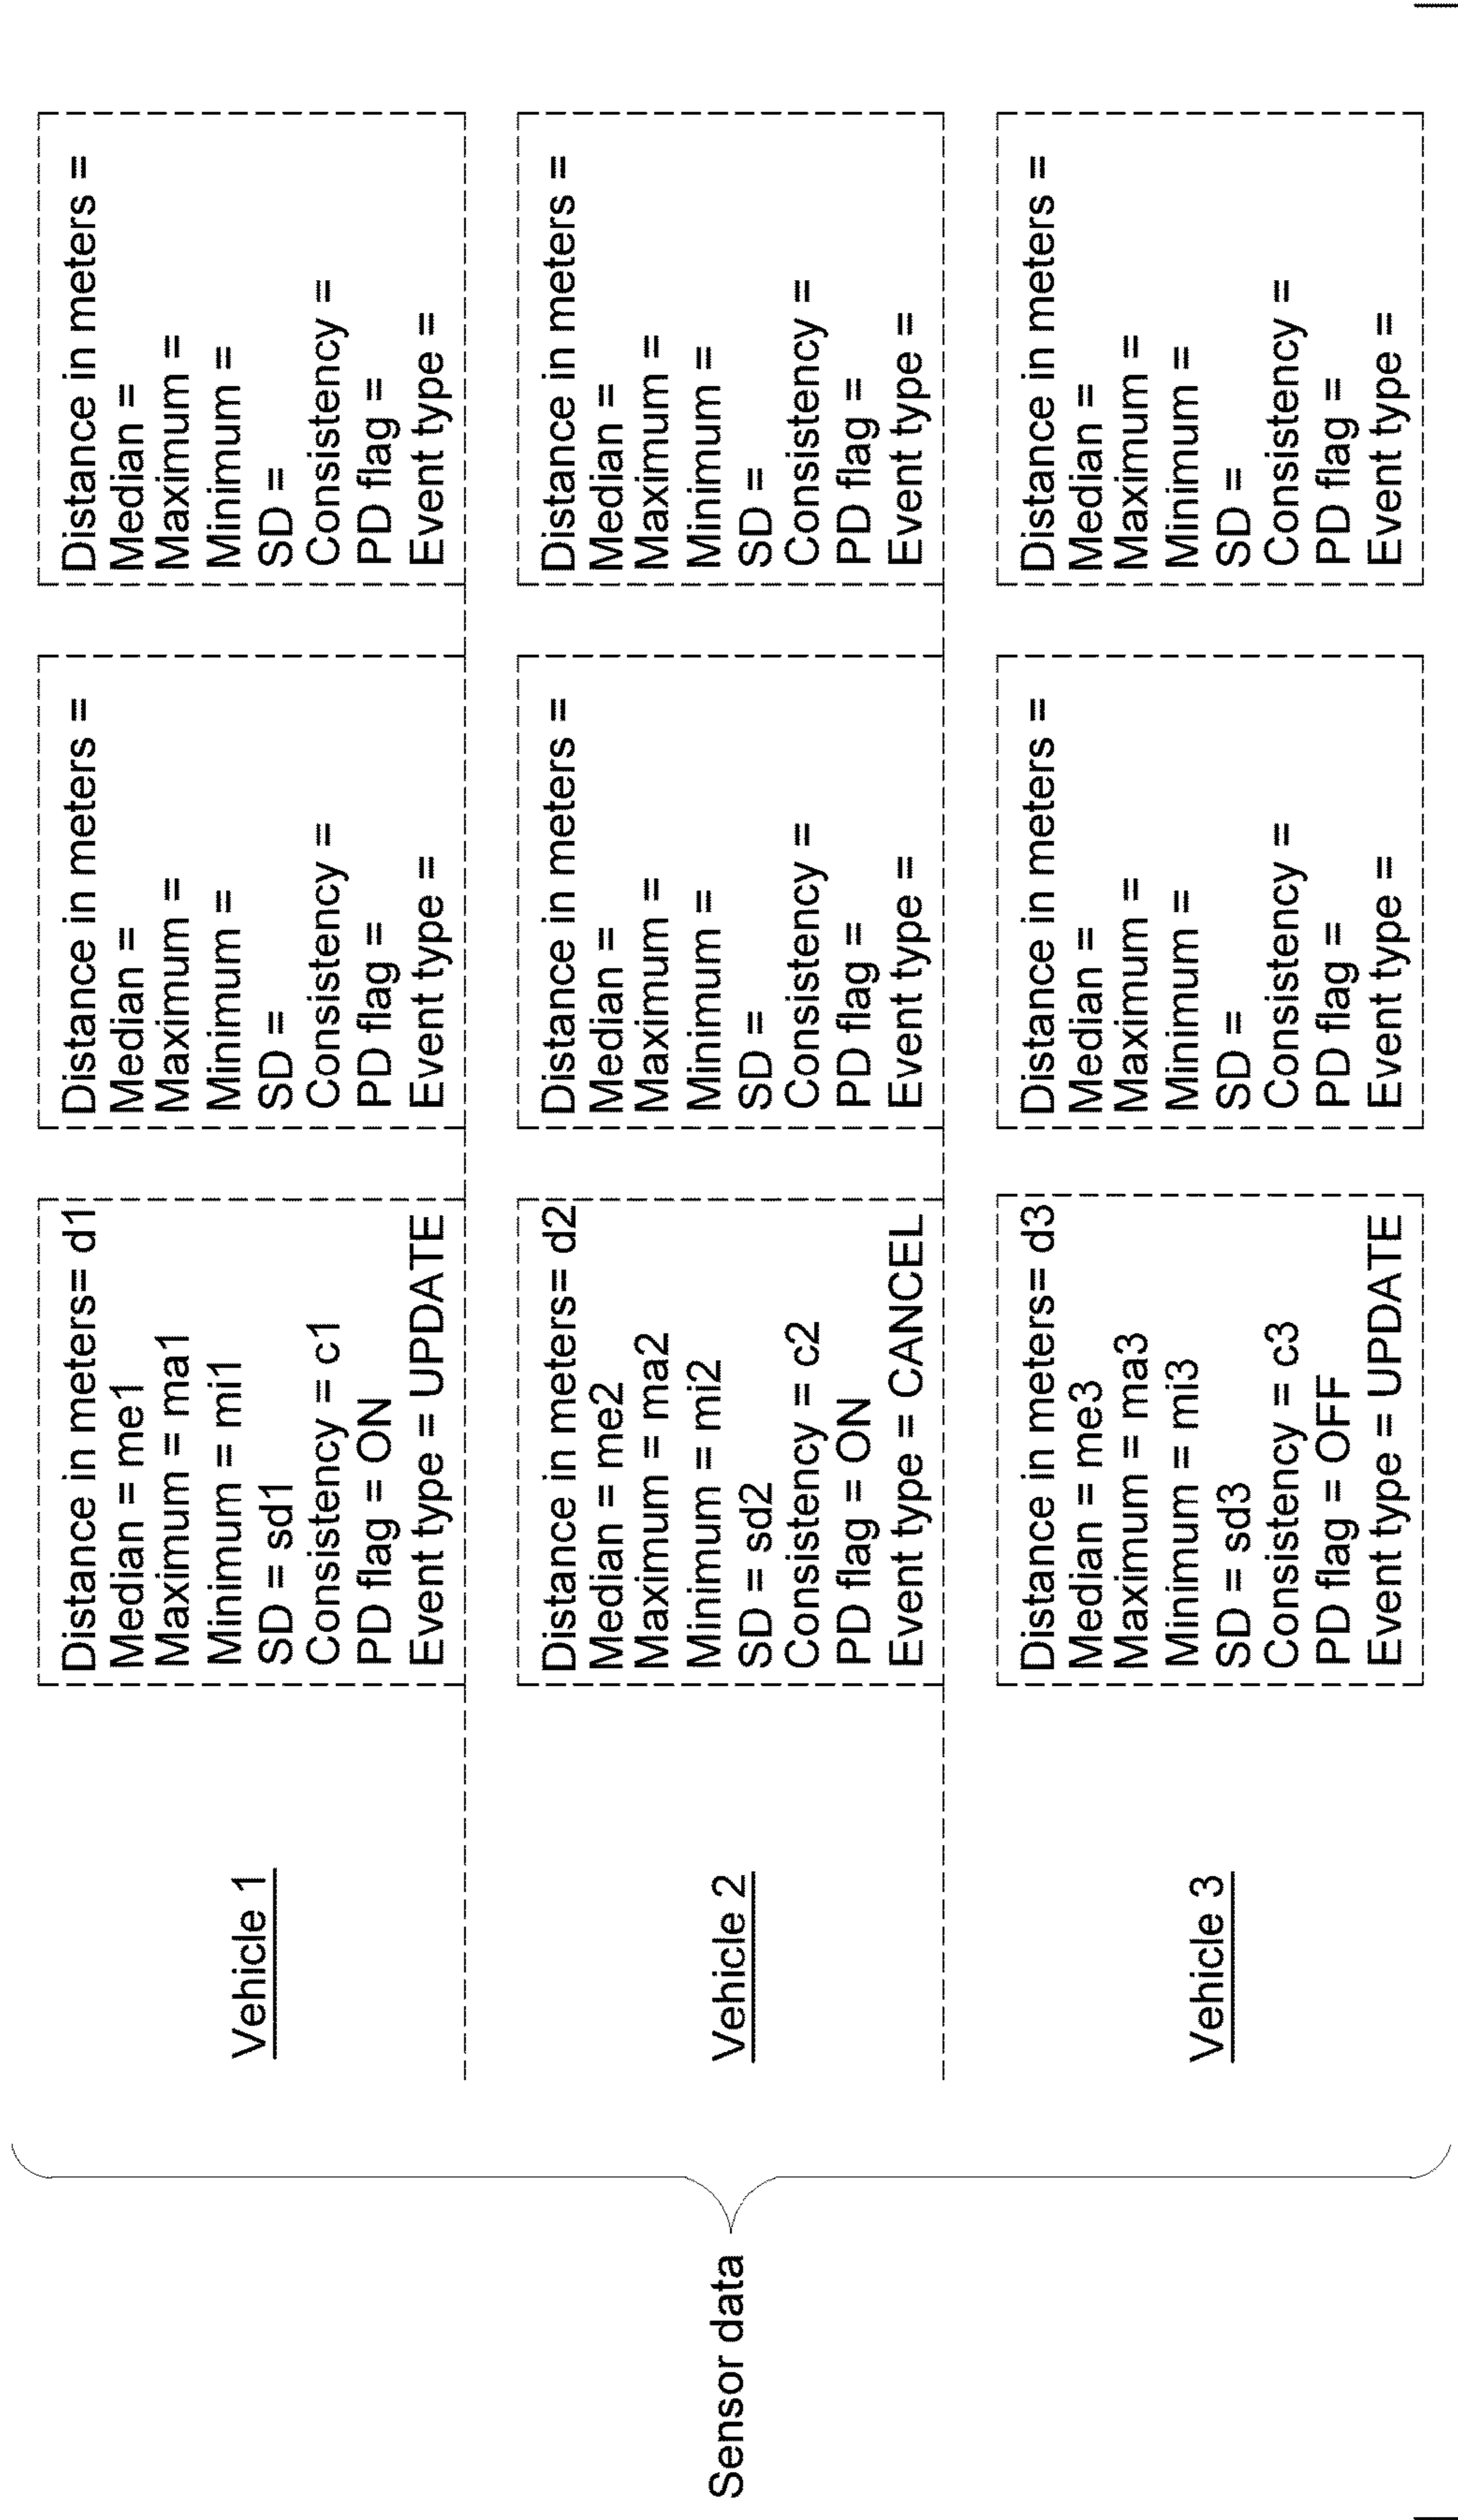 Sensor data
Vehicle 1
Distance in meters= d1
Median = me1
Maximum = ma1
Minimum = mi1
SD = sd1
Consistency = c1
PD flag = ON
Event type = UPDATE
Distance in meters =
Median =
Maximum =
Minimum =
SD =
Consistency =
PD flag =
Event type =
Distance in meters =
Median =
Maximum =
Minimum =
SD =
Consistency =
PD flag =
Event type =
Vehicle 2
Distance in meters= d2
Median = me2
Maximum = ma2
Minimum = mi2
SD = sd2
Consistency = c2
PD flag = ON
Event type = CANCEL
Distance in meters =
Median =
Maximum =
Minimum =
SD =
Consistency =
PD flag =
Event type =
Distance in meters =
Median =
Maximum =
Minimum =
SD =
Consistency =
PD flag =
Event type =
Vehicle 3
Distance in meters= d3
Median = me3
Maximum = ma3
Minimum = mi3
SD = sd3
Consistency = c3
PD flag = OFF
Event type = UPDATE
Distance in meters =
Median =
Maximum =
Minimum =
SD =
Consistency =
PD flag =
Event type =
Distance in meters =
Median =
Maximum =
Minimum =
SD =
Consistency =
PD flag =
Event type =